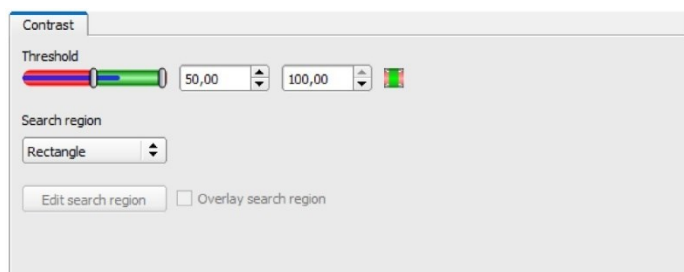 Contrast
Threshold
50,00 100,00
Search region
Rectangle
Edit search region Overlay search region